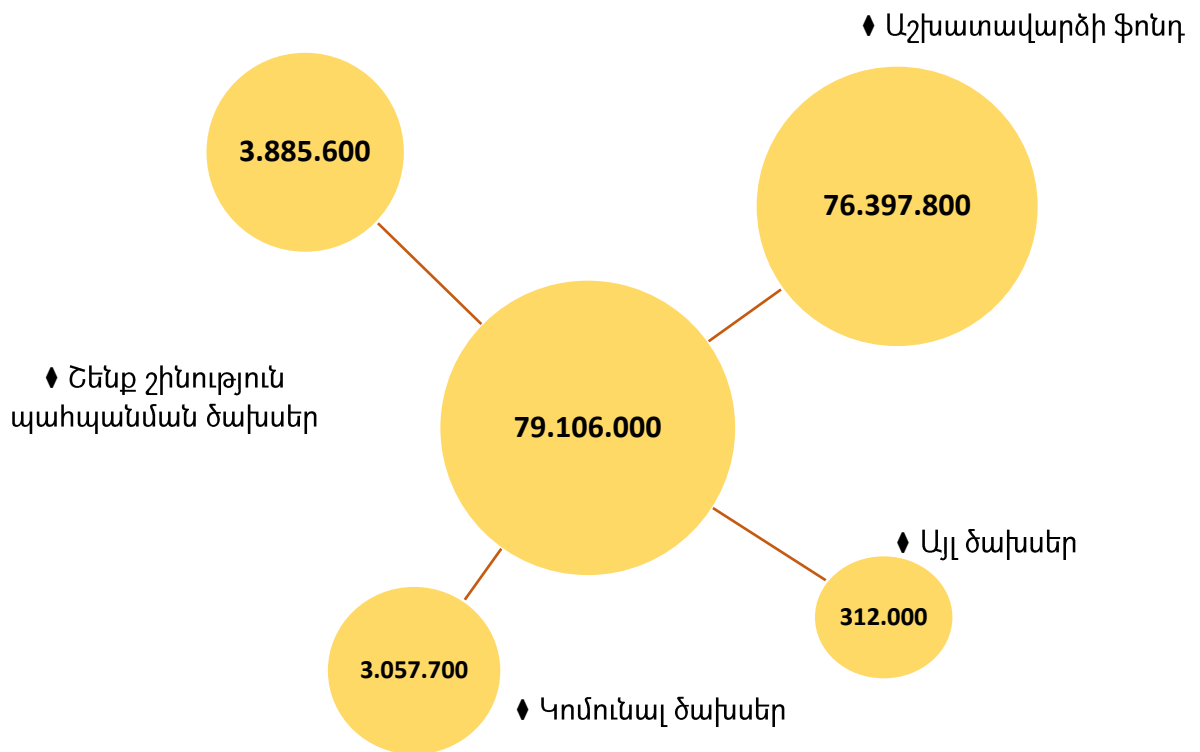 ♦ Աշխատավարձի ֆոնդ
3.885.600
76.397.800
♦ Շենք շինություն
պահպանման ծախսեր
79.106.000
♦ Այլ ծախսեր
312.000
3.057.700
♦ Կոմունալ ծախսեր